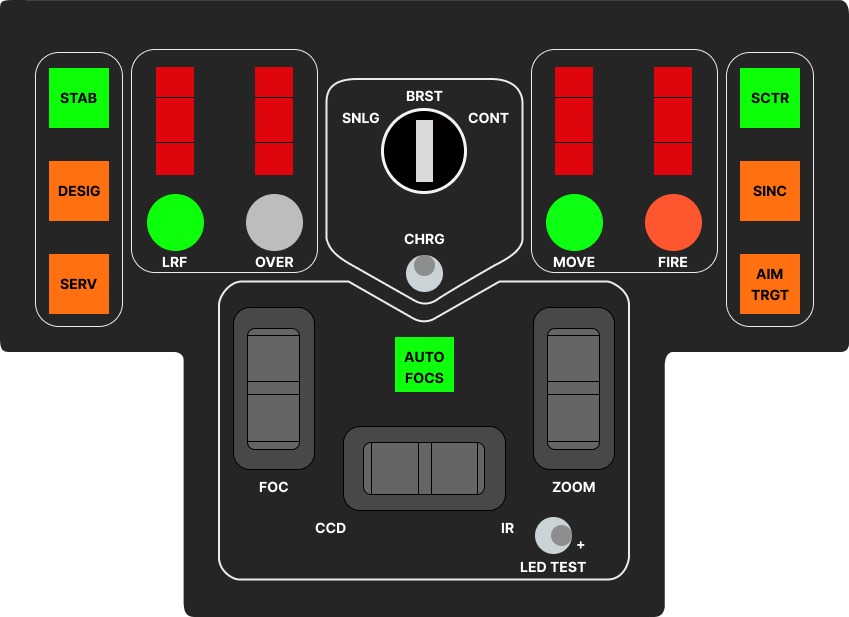 STAB
DESIG
SERV
LRF
OVER
BRST
SNLG
CONT
CHRG
MOVE
FIRE
SCTR
SINC
AIM
TRGT
AUTO
FOCS
FOC
ZOOM
CCD
IR
+
LED TEST